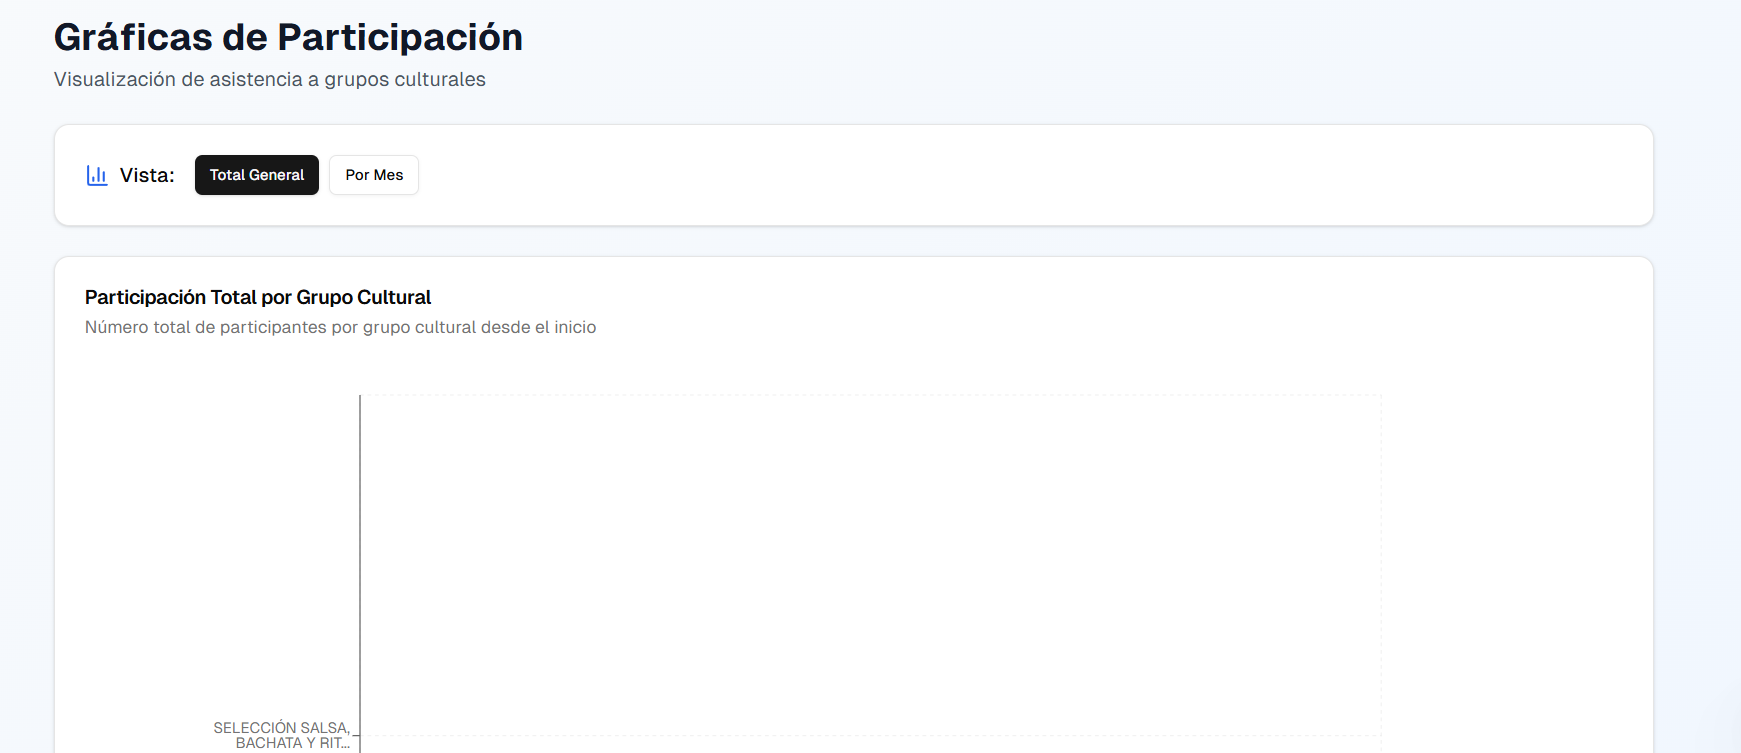 Gráficas de Participación
Visualización de asistencia a grupos culturales
Vista:
Total General
Por Mes
Participación Total por Grupo Cultural
Número total de participantes por grupo cultural desde el inicio
SELECCIÓN SALSA,
BACHATA Y RIT...